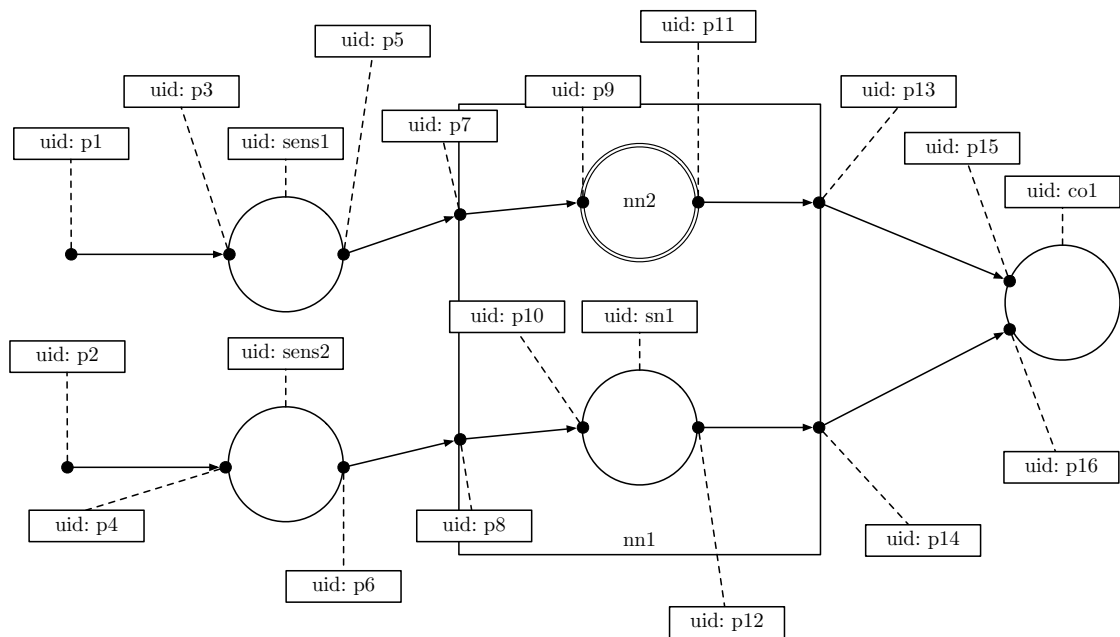 uid: p11
uid: p5
uid: p3
uid: p9
uid: p13
uid: p7
uid: p1
uid: sens1
uid: p15
uid: co1
nn2
uid: p10
uid: sn1
uid: p2
uid: sens2
uid: p16
uid: p4
uid: p8
nn1
uid: p14
uid: p6
uid: p12